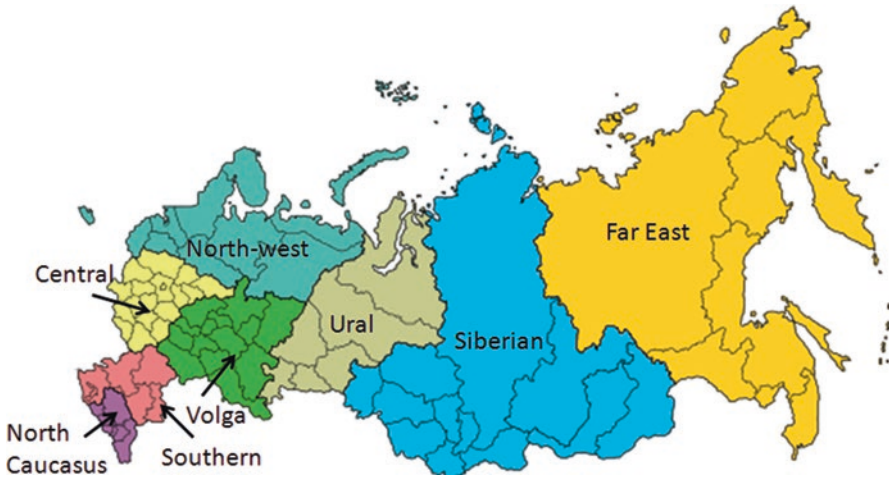 North-west
Far East
Central
Ural
Siberian
Volga
North
Caucasus
Southern